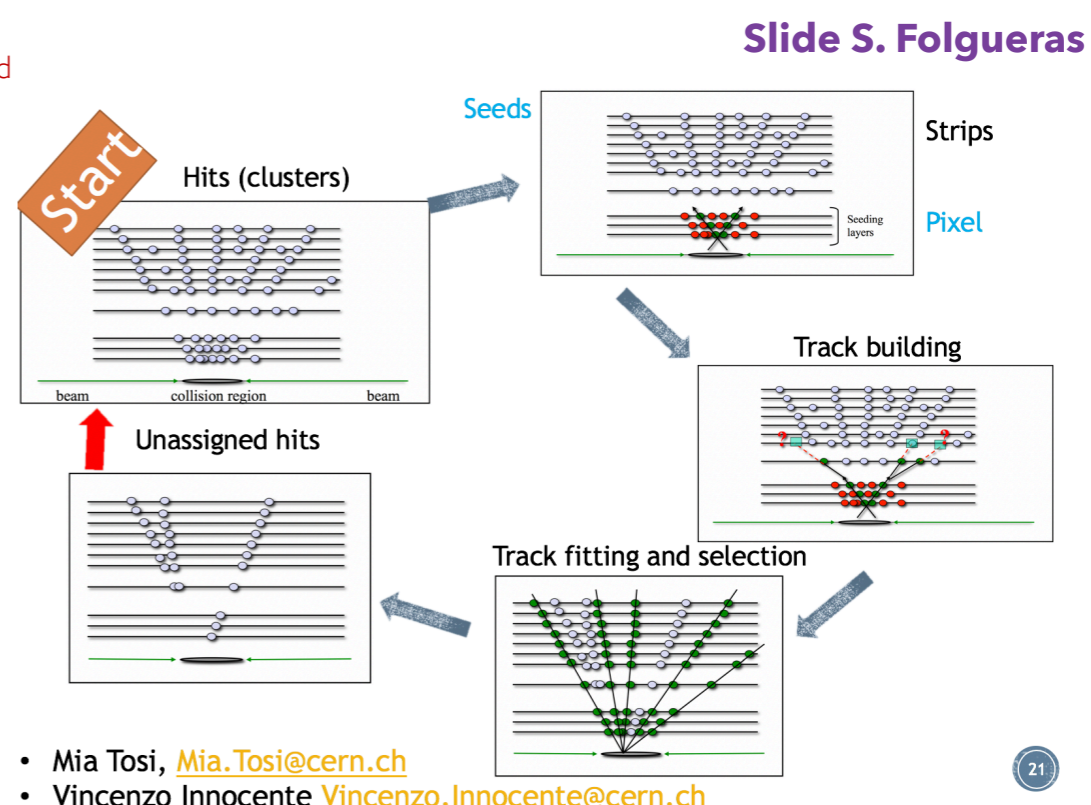 Slide S. Folgueras
d
Seeds
Strips
Start
Hits (clusters)
Seeding
layers
Pixel
Track building
beam
collision region
beam
Unassigned hits
?
?
Track fitting and selection
• Mia Tosi, Mia.Tosi@cern.ch
• Vincenzo Innocente Vincenzo.Innocente@cern.ch
21